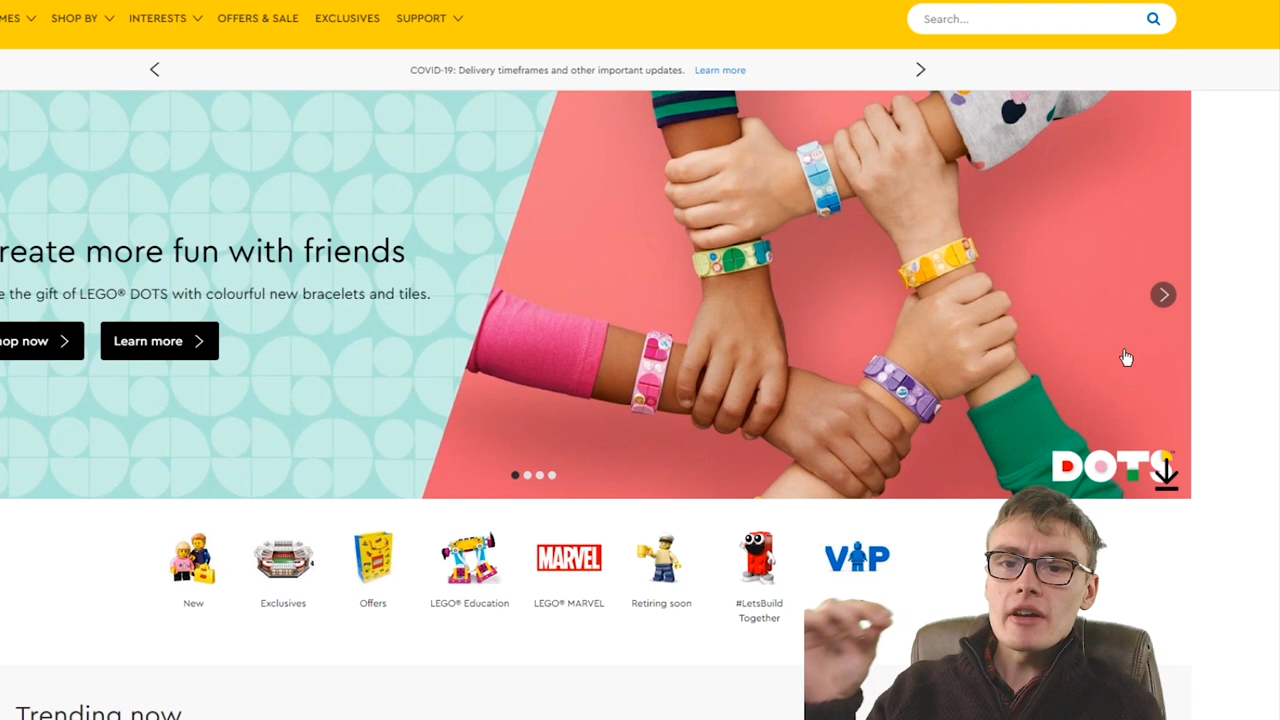 MES SHOP BY INTERESTS OFFERS & SALE EXCLUSIVES SUPPORT Search...
COVID-19: Delivery timeframes and other important updates. Learn more
reate more fun with friends
e the gift of LEGO® DOTS with colourful new bracelets and tiles.
hop now Learn more
DOTS
MARVEL VIP
New Exclusives Offers LEGO® Education LEGO® MARVEL Retiring soon #LetsBuild
Together
Trending now